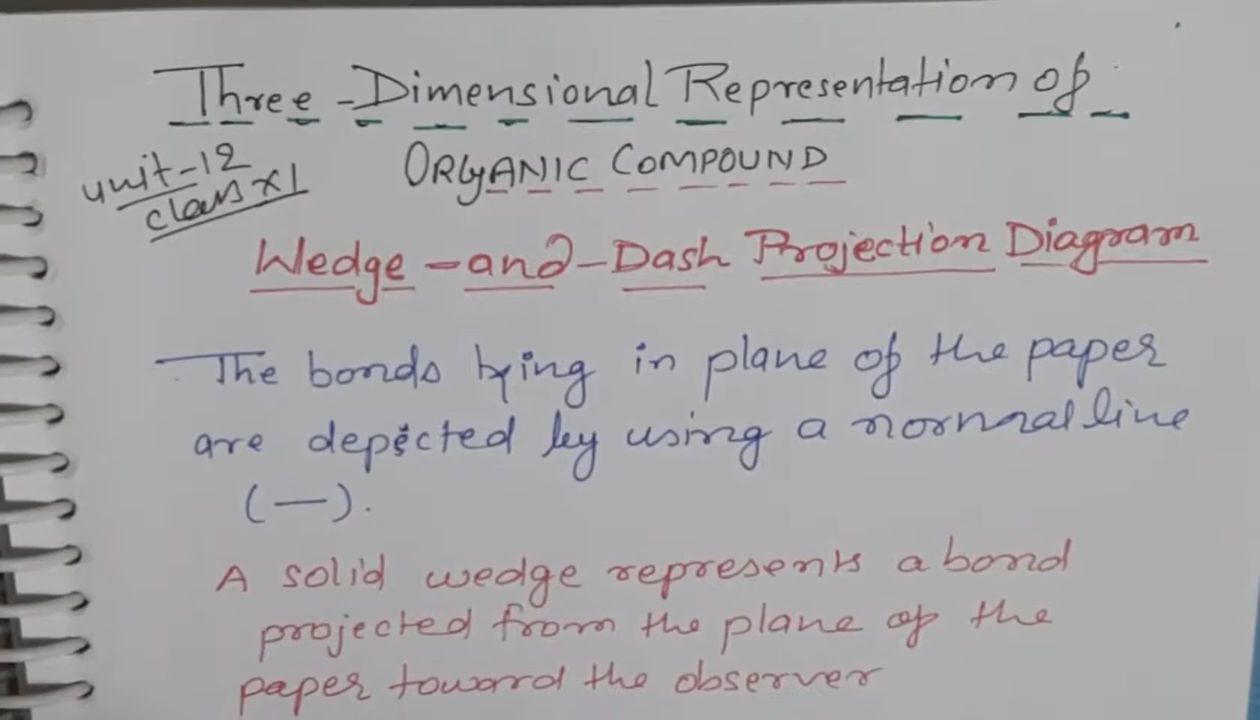 Three-Dimensional Representation of
ORGANIC COMPOUND
unit-12
class XI
Wedge-and-Dash Projection Diagram
The bonds lying in plane of the paper
are depicted by using a normal line
(—).
A solid wedge represents a bond
projected from the plane of the
paper toward the observer